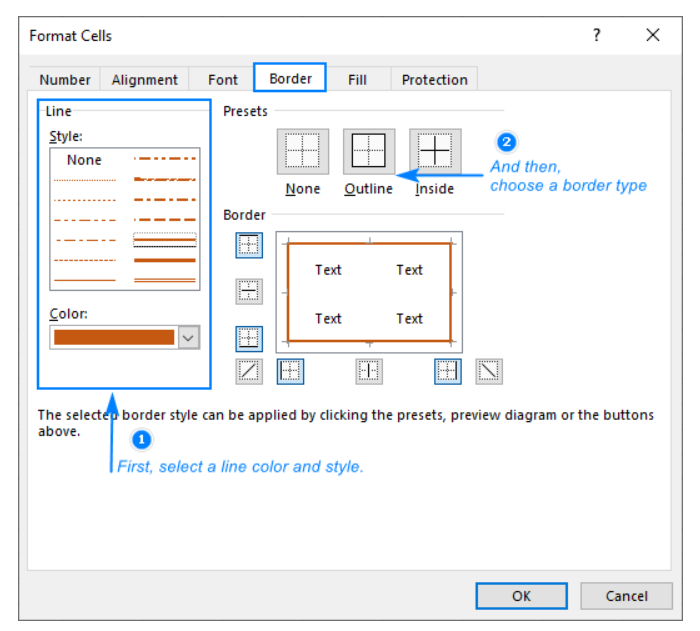 Format Cells ? X
Number Alignment Font Border Fill Protection
Line
Style:
None
Color:
Presets
None Outline Inside
2
And then,
choose a border type
Border
Text Text
Text Text
The selected border style can be applied by clicking the presets, preview diagram or the buttons
above.
1
First, select a line color and style.
OK Cancel